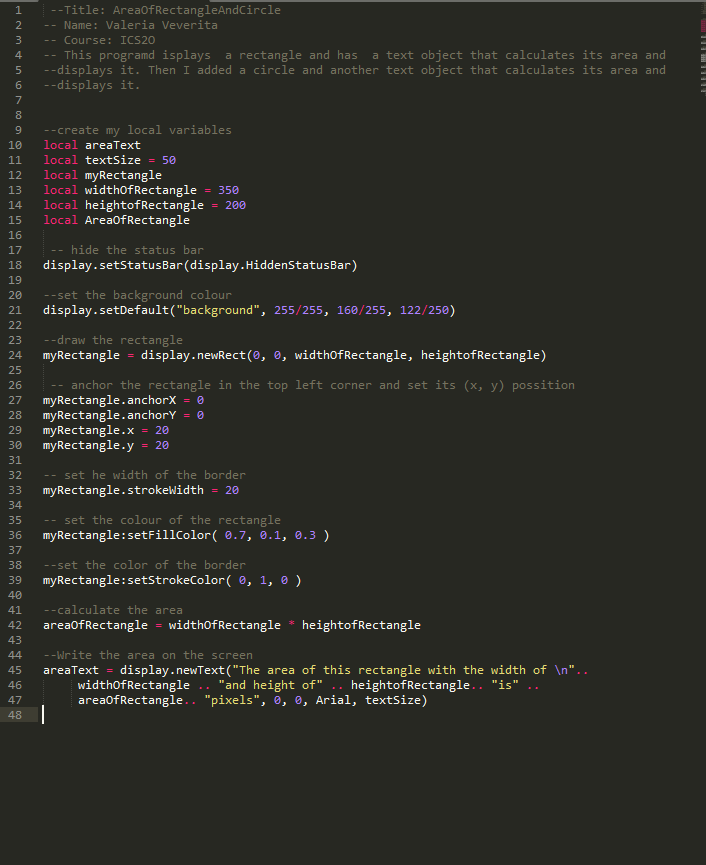 1 --Title: AreaOfRectangleAndCircle
2 -- Name: Valeria Veverita
3 -- Course: ICS2O
4 -- This programd isplays  a rectangle and has  a text object that calculates its area and
5 --displays it. Then I added a circle and another text object that calculates its area and
6 --displays it.
7
8
9 --create my local variables
10 local areaText
11 local textSize = 50
12 local myRectangle
13 local widthOfRectangle = 350
14 local heightofRectangle = 200
15 local AreaOfRectangle
16
17 -- hide the status bar
18 display.setStatusBar(display.HiddenStatusBar)
19
20 --set the background colour
21 display.setDefault("background", 255/255, 160/255, 122/250)
22
23 --draw the rectangle
24 myRectangle = display.newRect(0, 0, widthOfRectangle, heightofRectangle)
25
26 -- anchor the rectangle in the top left corner and set its (x, y) possition
27 myRectangle.anchorX = 0
28 myRectangle.anchorY = 0
29 myRectangle.x = 20
30 myRectangle.y = 20
31
32 -- set he width of the border
33 myRectangle.strokeWidth = 20
34
35 -- set the colour of the rectangle
36 myRectangle:setFillColor( 0.7, 0.1, 0.3 )
37
38 --set the color of the border
39 myRectangle:setStrokeColor( 0, 1, 0 )
40
41 --calculate the area
42 areaOfRectangle = widthOfRectangle * heightofRectangle
43
44 --Write the area on the screen
45 areaText = display.newText("The area of this rectangle with the width of \n"..
46 widthOfRectangle .. "and height of" .. heightofRectangle.. "is" ..
47 areaOfRectangle.. "pixels", 0, 0, Arial, textSize)
48